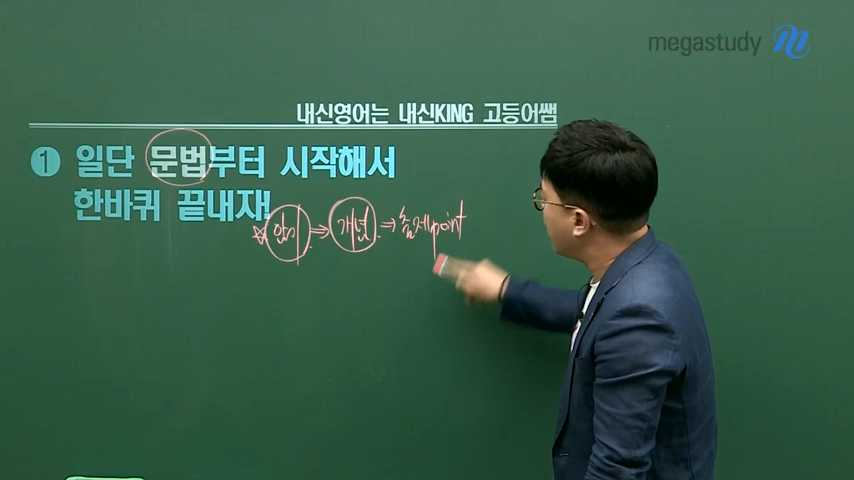 megastudy
내신영어는 내신KING 고등어쌤
1 일단 문법부터 시작해서
한바퀴 끝내자!
암기 ⇒ 개념 → 출제point